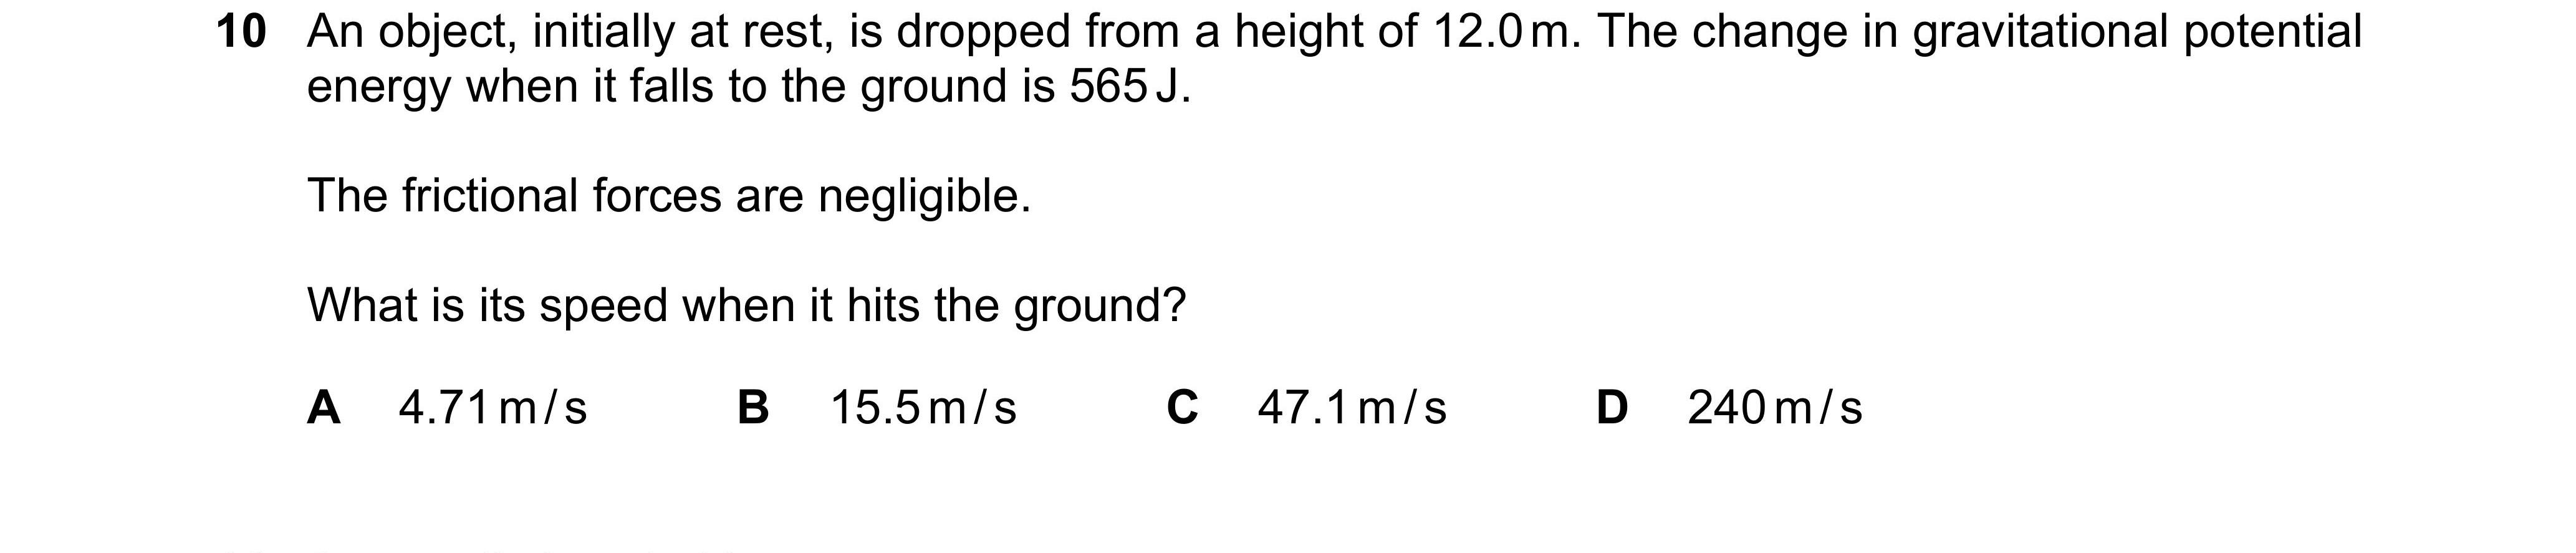 10 An object, initially at rest, is dropped from a height of 12.0 m. The change in gravitational potential
energy when it falls to the ground is 565 J.
The frictional forces are negligible.
What is its speed when it hits the ground?
A 4.71 m / s B 15.5 m / s C 47.1 m / s D 240 m / s